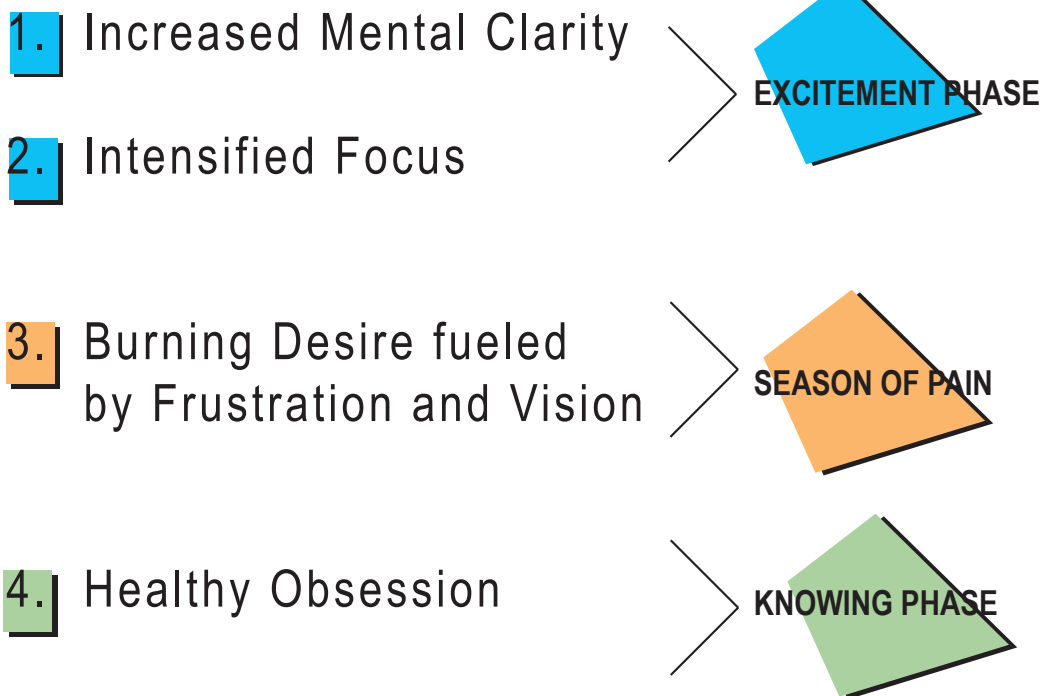 1. Increased Mental Clarity
EXCITEMENT PHASE
2. Intensified Focus
3. Burning Desire fueled
by Frustration and Vision
SEASON OF PAIN
4. Healthy Obsession
KNOWING PHASE